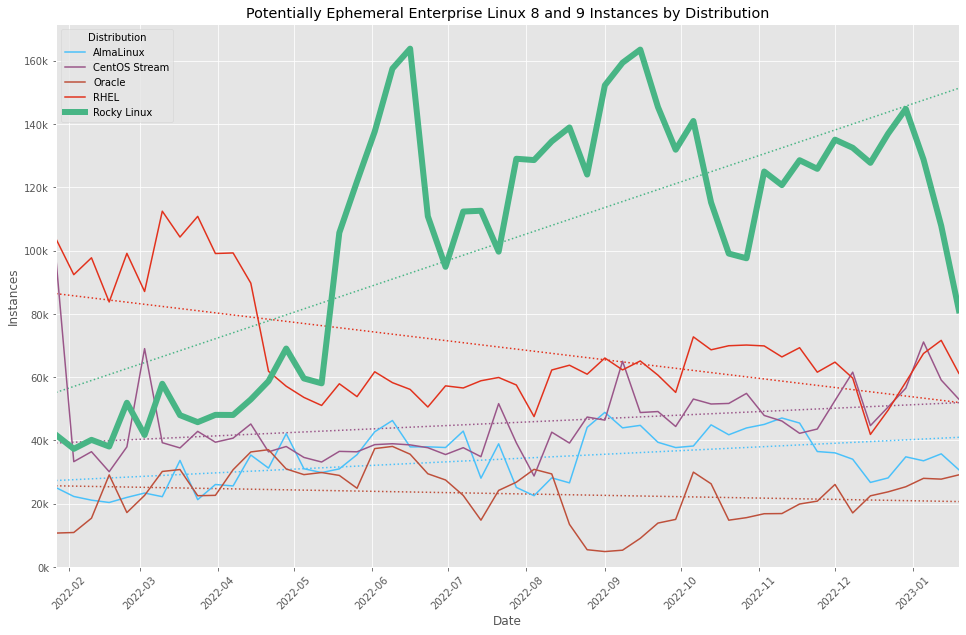 Potentially Ephemeral Enterprise Linux 8 and 9 Instances by Distribution
Distribution
AlmaLinux
CentOS Stream
Oracle
RHEL
Rocky Linux
160k
140k
120k
100k
80k
60k
40k
20k
0k
Instances
2022-02
2022-03
2022-04
2022-05
2022-06
2022-07
2022-08
2022-09
2022-10
2022-11
2022-12
2023-01
Date